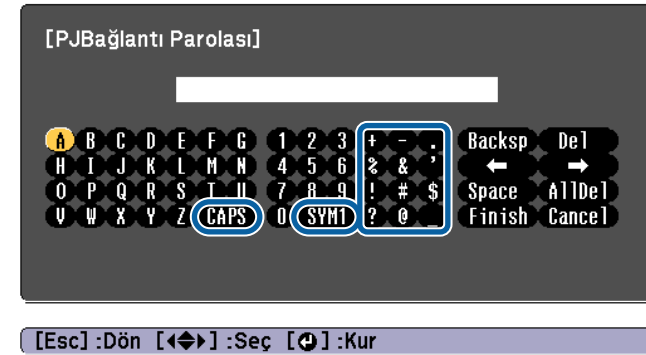 [PJBağlantı Parolası]
A B C D E F G 1 2 3 + - . Backsp Del
H I J K L M N 4 5 6 % & ' ← →
O P Q R S T U 7 8 9 ! # $ Space AllDel
V W X Y Z CAPS 0 SYM1 ? @ _ Finish Cancel
[Esc] :Dön [◀◆▶] :Seç [↵] :Kur